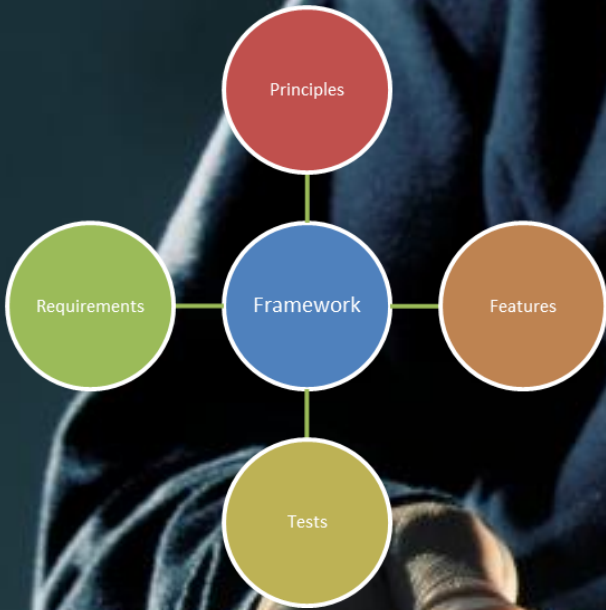 Principles
Requirements
Framework
Features
Tests